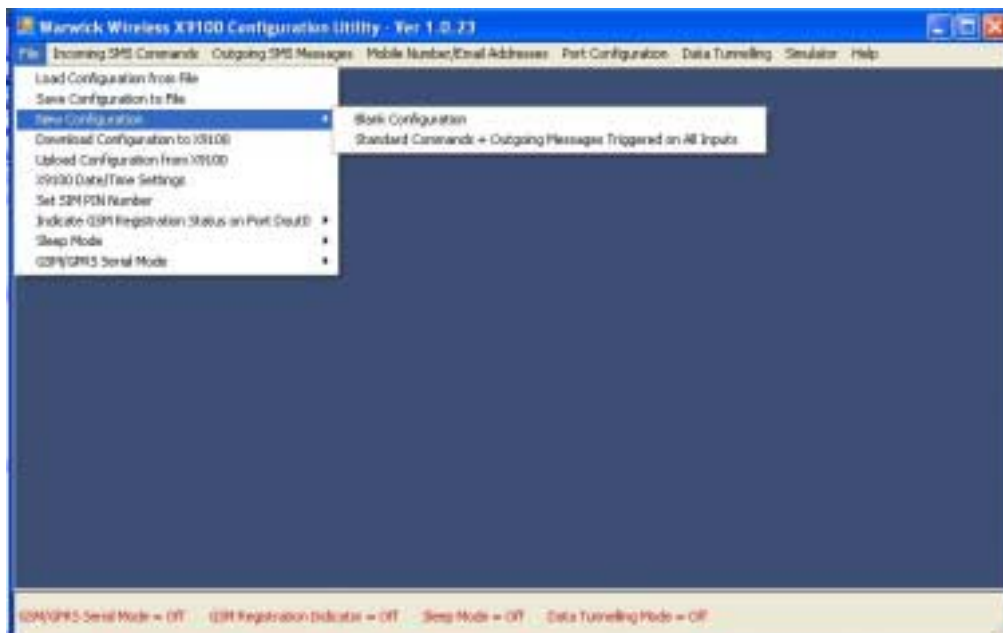 Warwick Wireless X9100 Configuration Utility - Ver 1.0.23
File Incoming SMS Commands Outgoing SMS Messages Mobile Number/Email Addresses Port Configuration Data Tunnelling Simulator Help
Load Configuration from File
Save Configuration to File
New Configuration
Blank Configuration
Download Configuration to X9100
Standard Commands + Outgoing Messages Triggered on All Inputs
Upload Configuration from X9100
X9100 Date/Time Settings
Set SIM PIN Number
Indicate GSM Registration Status on Port Dout0
Sleep Mode
GSM/GPRS Serial Mode
GSM/GPRS Serial Mode = Off GSM Registration Indicator = Off Sleep Mode = Off Data Tunnelling Mode = Off